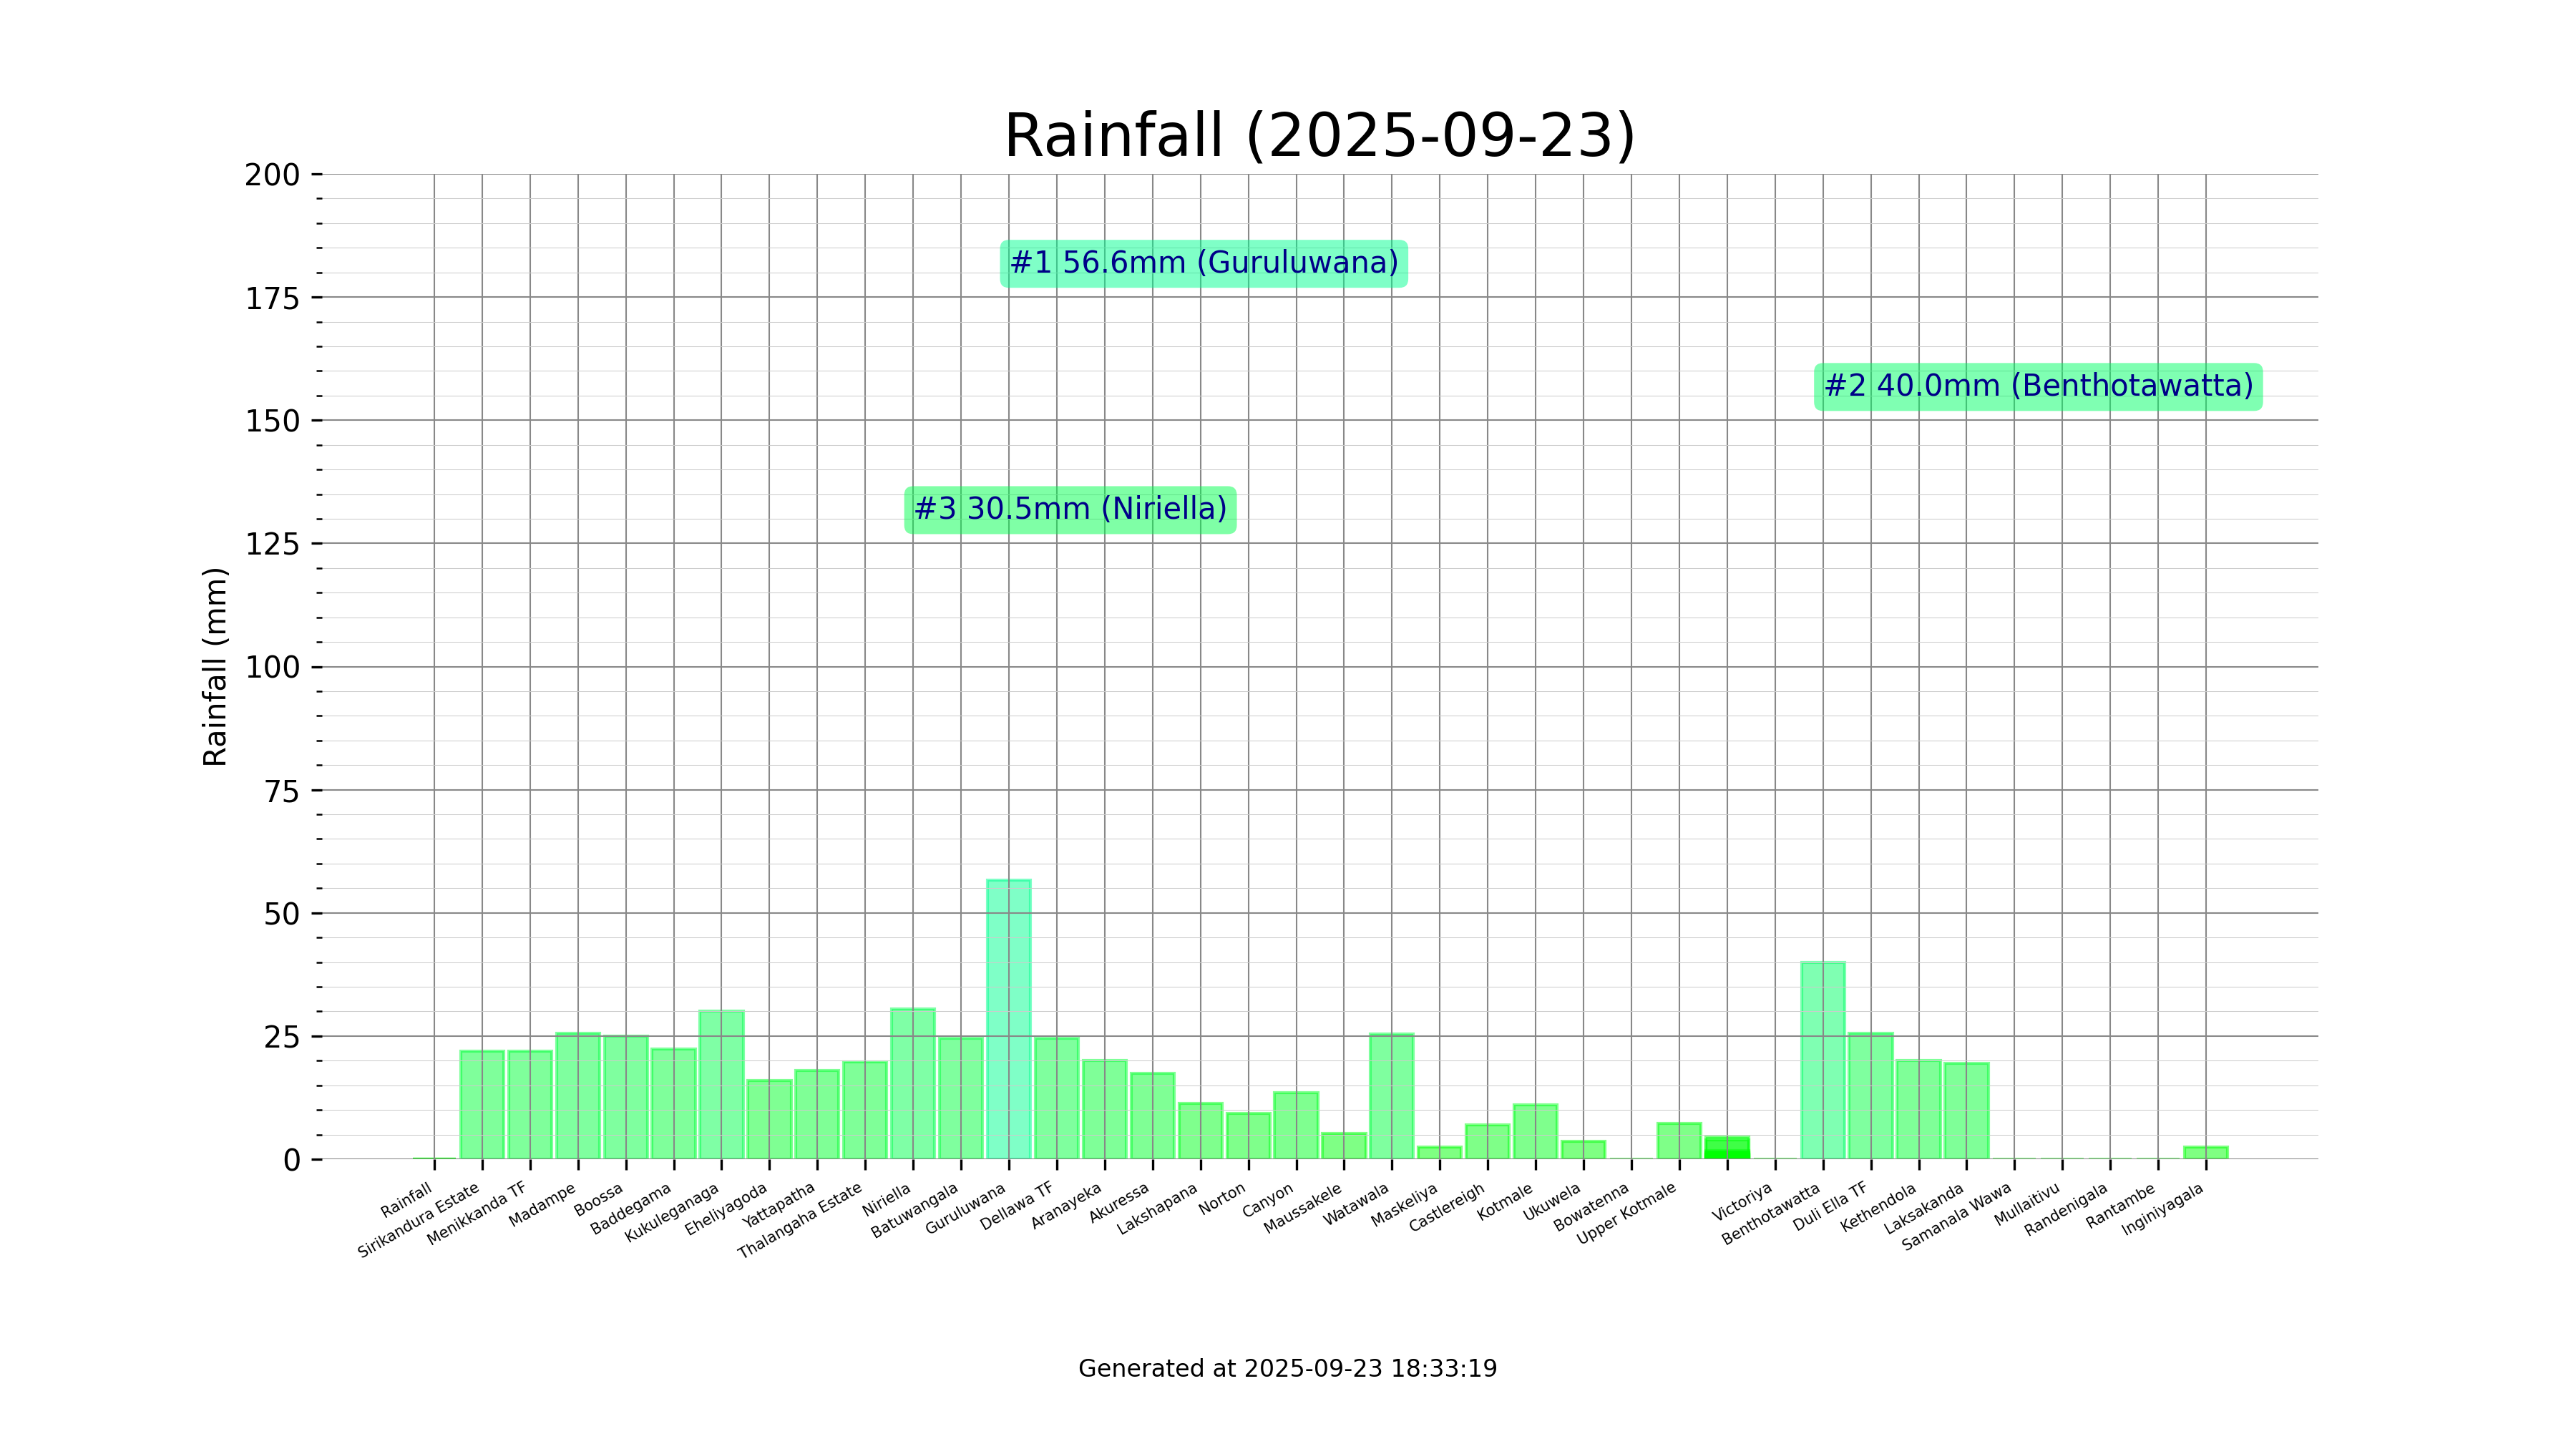 Rainfall (2025-09-23)
200
175
150
125
100
75
50
25
0
Rainfall (mm)
#1 56.6mm (Guruluwana)
#2 40.0mm (Benthotawatta)
#3 30.5mm (Niriella)
Rainfall
Sirikandura Estate
Menikkanda TF
Madampe
Boossa
Baddegama
Kukuleganaga
Eheliyagoda
Yattapatha
Thalangaha Estate
Niriella
Batuwangala
Guruluwana
Dellawa TF
Aranayeka
Akuressa
Lakshapana
Norton
Canyon
Maussakele
Watawala
Maskeliya
Castlereigh
Kotmale
Ukuwela
Bowatenna
Upper Kotmale
Victoriya
Benthotawatta
Duli Ella TF
Kethendola
Laksakanda
Samanala Wawa
Mullaitivu
Randenigala
Rantambe
Inginiyagala
Generated at 2025-09-23 18:33:19